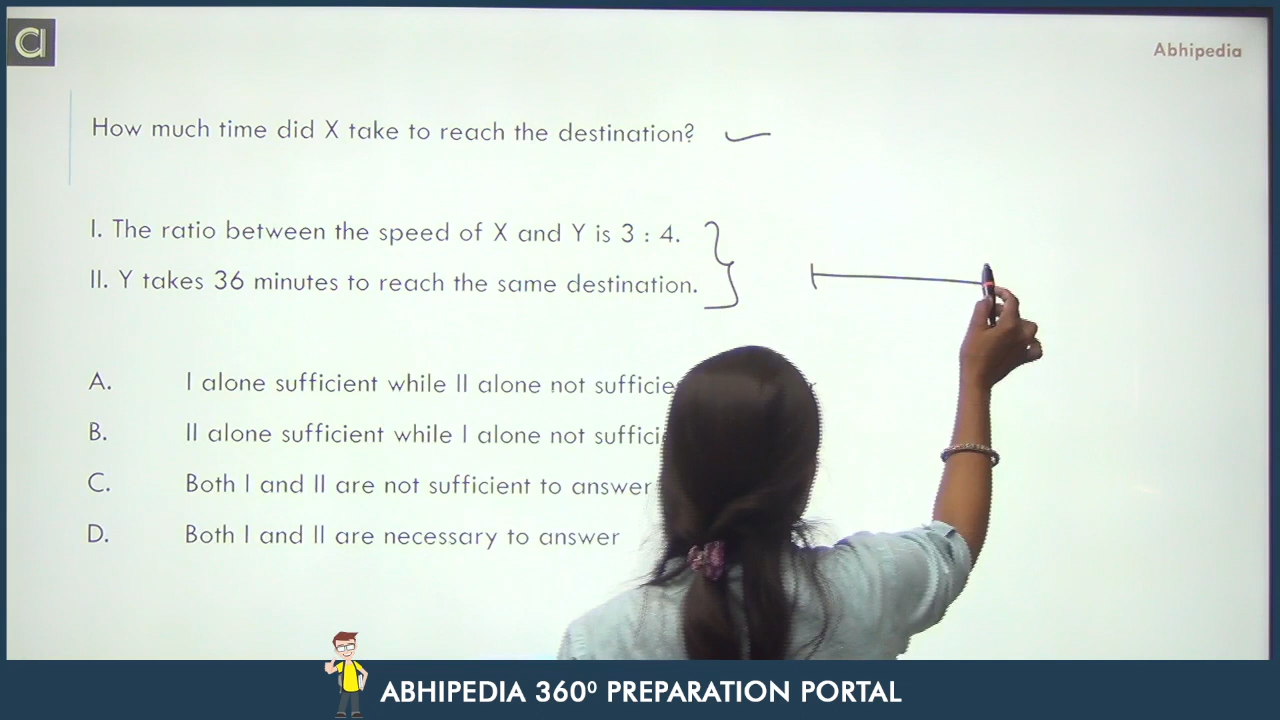 Abhipedia
How much time did X take to reach the destination?
I. The ratio between the speed of X and Y is 3 : 4.
II. Y takes 36 minutes to reach the same destination.
A. I alone sufficient while II alone not
B. II alone sufficient while I alone not
C. Both I and II are not sufficient to answer
D. Both I and II are necessary to answer
ABHIPEDIA 360⁰ PREPARATION PORTAL